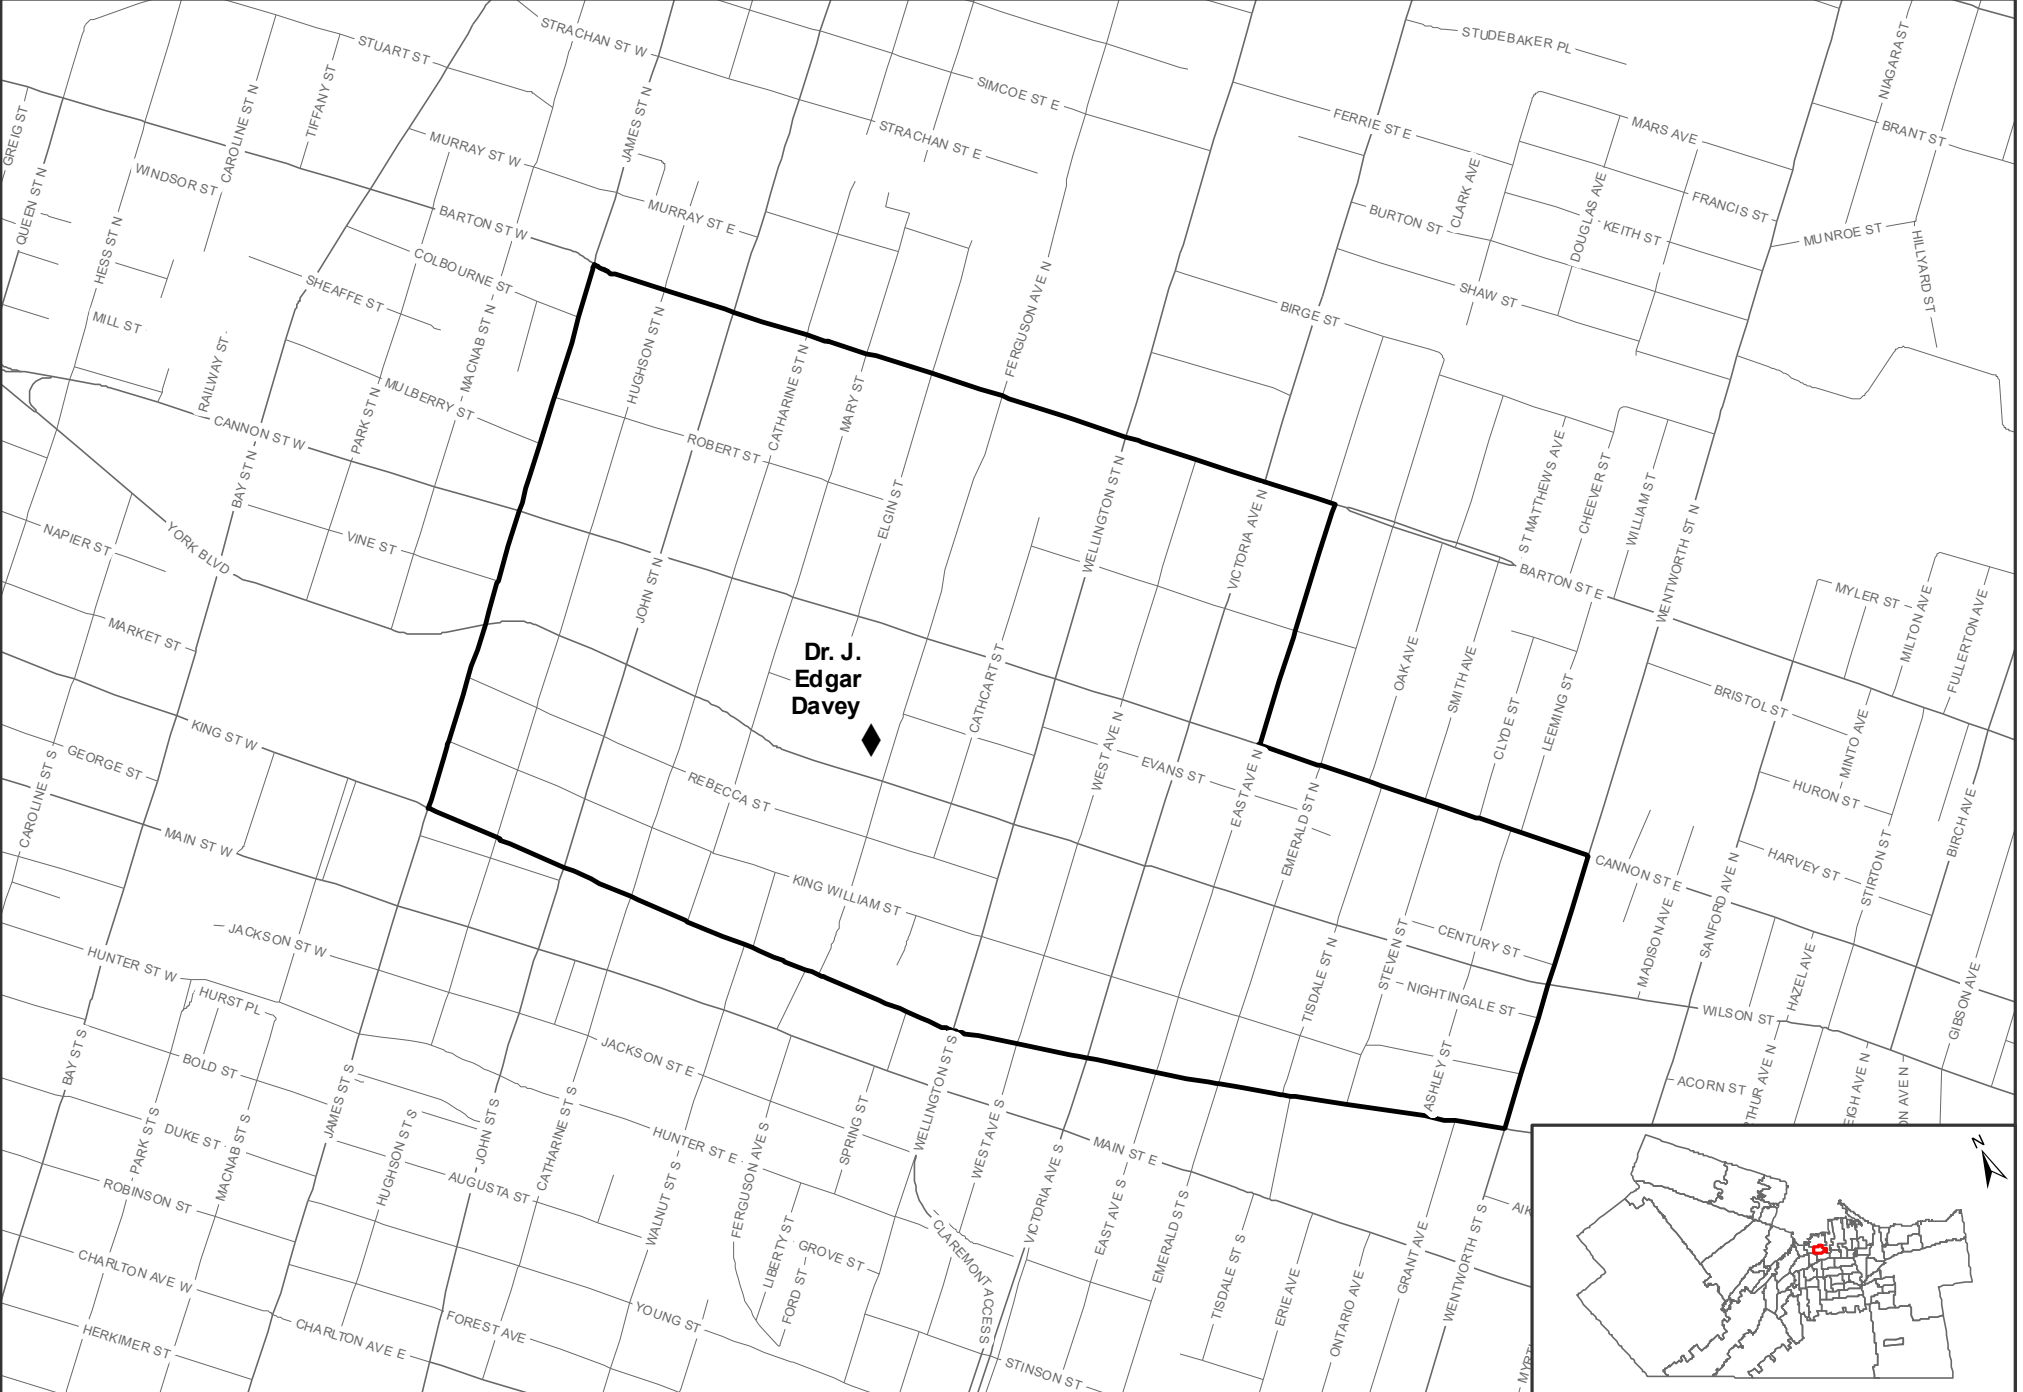 STUART ST
STRACHAN ST W
STUDEBAKER PL
NIAGARA ST
SIMCOE ST E
FERRIE ST E
MARS AVE
BRANT ST
GREIG ST
CAROLINE ST N
TIFFANY ST
JAMES ST N
MURRAY ST W
STRACHAN ST E
WINDSOR ST
QUEEN ST N
MURRAY ST E
BARTON ST W
BURTON ST
CLARK AVE
DOUGLAS AVE
FRANCIS ST
KEITH ST
MUNROE ST
HILLYARD ST
HESS ST N
COLBOURNE ST
SHEAFFE ST
SHAW ST
BIRGE ST
MILL ST
RAILWAY ST
MACNAB ST N
HUGHSON ST N
FERGUSON AVE N
CATHARINE ST N
MARY ST
MULBERRY ST
PARK ST N
CANNON ST W
ROBERT ST
BAY ST N
ELGIN ST
WELLINGTON ST N
VICTORIA AVE N
ST MATTHEWS AVE
CHEEVER ST
WILLIAM ST
WENTWORTH ST N
NAPIER ST
YORK BLVD
VINE ST
JOHN ST N
BARTON ST E
MYLER ST
MILTON AVE
FULLERTON AVE
MARKET ST
Dr. J.
Edgar
Davey
CATHCART ST
OAK AVE
SMITH AVE
CLYDE ST
LEEMING ST
BRISTOL ST
MINTO AVE
KING ST W
GEORGE ST
CAROLINE ST S
REBECCA ST
WEST AVE N
EVANS ST
EAST AVE N
EMERALD ST N
HURON ST
BIRCH AVE
MAIN ST W
HARVEY ST
STIRTON ST
CANNON ST E
KING WILLIAM ST
JACKSON ST W
HUNTER ST W
HURST PL
CENTURY ST
STEVEN ST
TISDALE ST N
NIGHTINGALE ST
MADISON AVE
SANFORD AVE N
HAZEL AVE
WILSON ST
GIBSON AVE
BAY ST S
BOLD ST
JACKSON ST E
ASHLEY ST
ACORN ST
THUR AVE N
EIGH AVE N
ON AVE N
DUKE ST
PARK ST S
MACNAB ST S
JAMES ST S
HUGHSON ST S
JOHN ST S
CATHARINE ST S
HUNTER ST E
WALNUT ST S
FERGUSON AVE S
SPRING ST
WELLINGTON ST S
WEST AVE S
VICTORIA AVE S
MAIN ST E
EAST AVE S
EMERALD ST S
AIK
N
ROBINSON ST
AUGUSTA ST
CHARLTON AVE W
LIBERTY ST
FORD ST
GROVE ST
CLAREMONT ACCESS
TISDALE ST S
ERIE AVE
ONTARIO AVE
GRANT AVE
WENTWORTH ST S
HERKIMER ST
CHARLTON AVE E
FOREST AVE
YOUNG ST
STINSON ST
MYRT